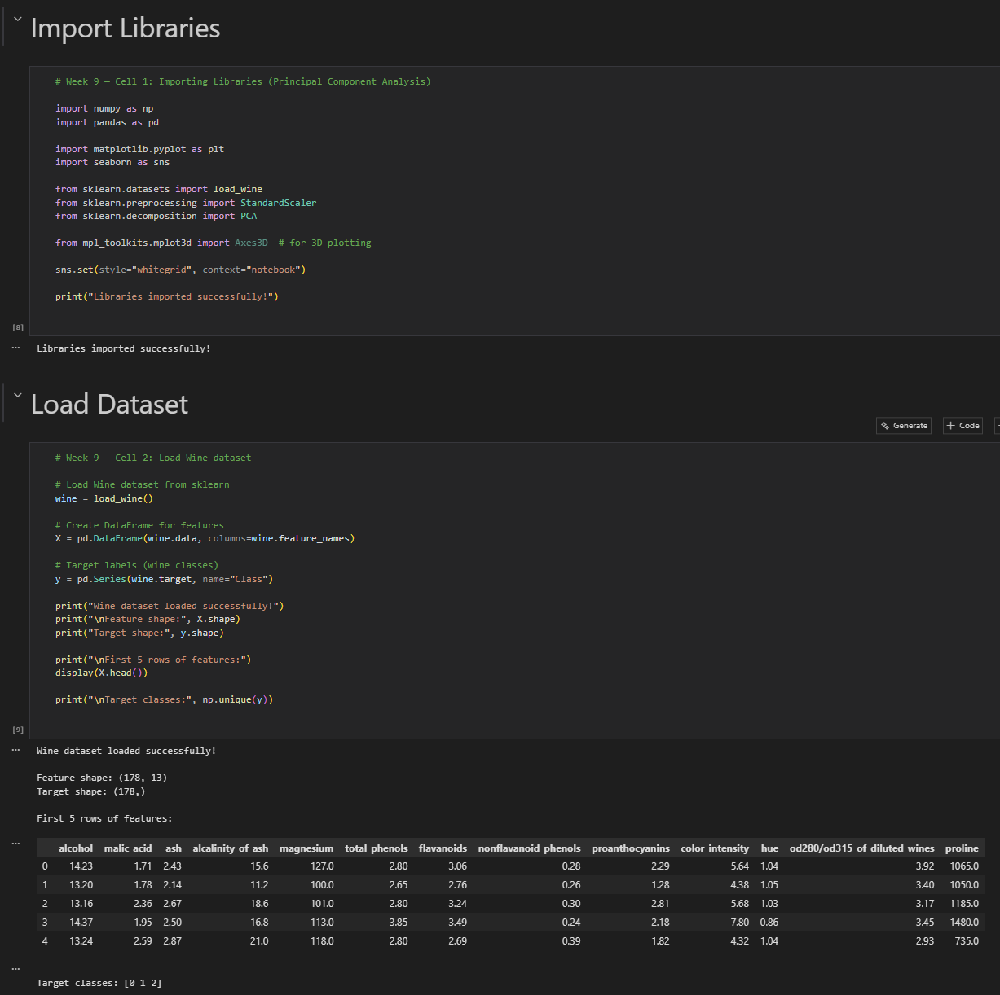 Import Libraries
# Week 9 — Cell 1: Importing Libraries (Principal Component Analysis)
import numpy as np
import pandas as pd
import matplotlib.pyplot as plt
import seaborn as sns
from sklearn.datasets import load_wine
from sklearn.preprocessing import StandardScaler
from sklearn.decomposition import PCA
from mpl_toolkits.mplot3d import Axes3D  # for 3D plotting
sns.set(style="whitegrid", context="notebook")
print("Libraries imported successfully!")
[8]
... Libraries imported successfully!
Load Dataset
Generate + Code
# Week 9 — Cell 2: Load Wine dataset
# Load Wine dataset from sklearn
wine = load_wine()
# Create DataFrame for features
X = pd.DataFrame(wine.data, columns=wine.feature_names)
# Target labels (wine classes)
y = pd.Series(wine.target, name="Class")
print("Wine dataset loaded successfully!")
print("\nFeature shape:", X.shape)
print("Target shape:", y.shape)
print("\nFirst 5 rows of features:")
display(X.head())
print("\nTarget classes:", np.unique(y))
[9]
... Wine dataset loaded successfully!
Feature shape: (178, 13)
Target shape: (178,)
First 5 rows of features:
... alcohol malic_acid ash alcalinity_of_ash magnesium total_phenols flavanoids nonflavanoid_phenols proanthocyanins color_intensity hue od280/od315_of_diluted_wines proline
0 14.23 1.71 2.43 15.6 127.0 2.80 3.06 0.28 2.29 5.64 1.04 3.92 1065.0
1 13.20 1.78 2.14 11.2 100.0 2.65 2.76 0.26 1.28 4.38 1.05 3.40 1050.0
2 13.16 2.36 2.67 18.6 101.0 2.80 3.24 0.30 2.81 5.68 1.03 3.17 1185.0
3 14.37 1.95 2.50 16.8 113.0 3.85 3.49 0.24 2.18 7.80 0.86 3.45 1480.0
4 13.24 2.59 2.87 21.0 118.0 2.80 2.69 0.39 1.82 4.32 1.04 2.93 735.0
...
Target classes: [0 1 2]